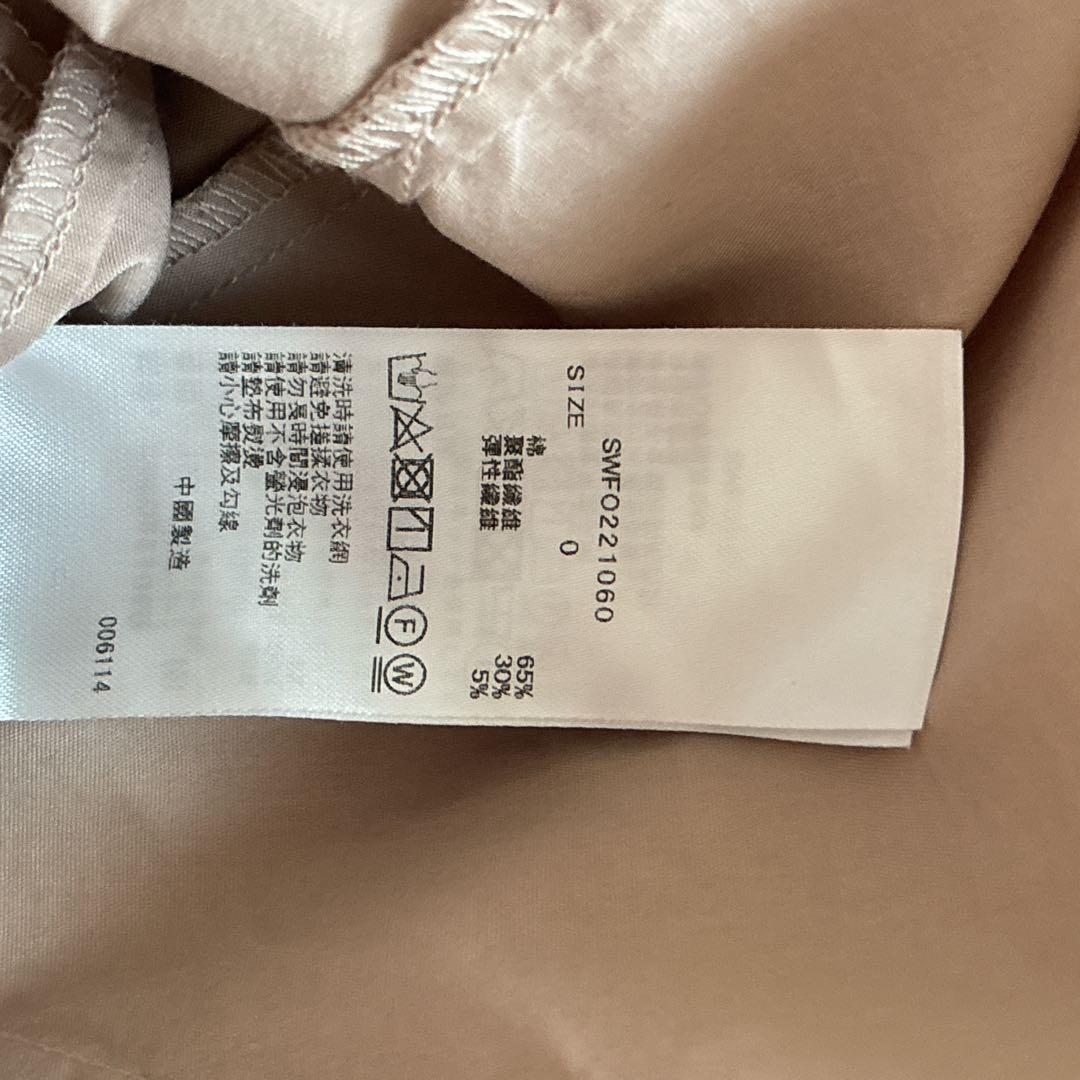 SWFO221060
SIZE 0
棉 65%
聚酯纖維 30%
彈性纖維 5%
F W
清洗時請使用洗衣網
請避免搓揉衣物
請勿長時間浸泡衣物
請使用不含螢光劑的洗劑
請墊布熨燙
請小心摩擦及勾線
中國製造
006114